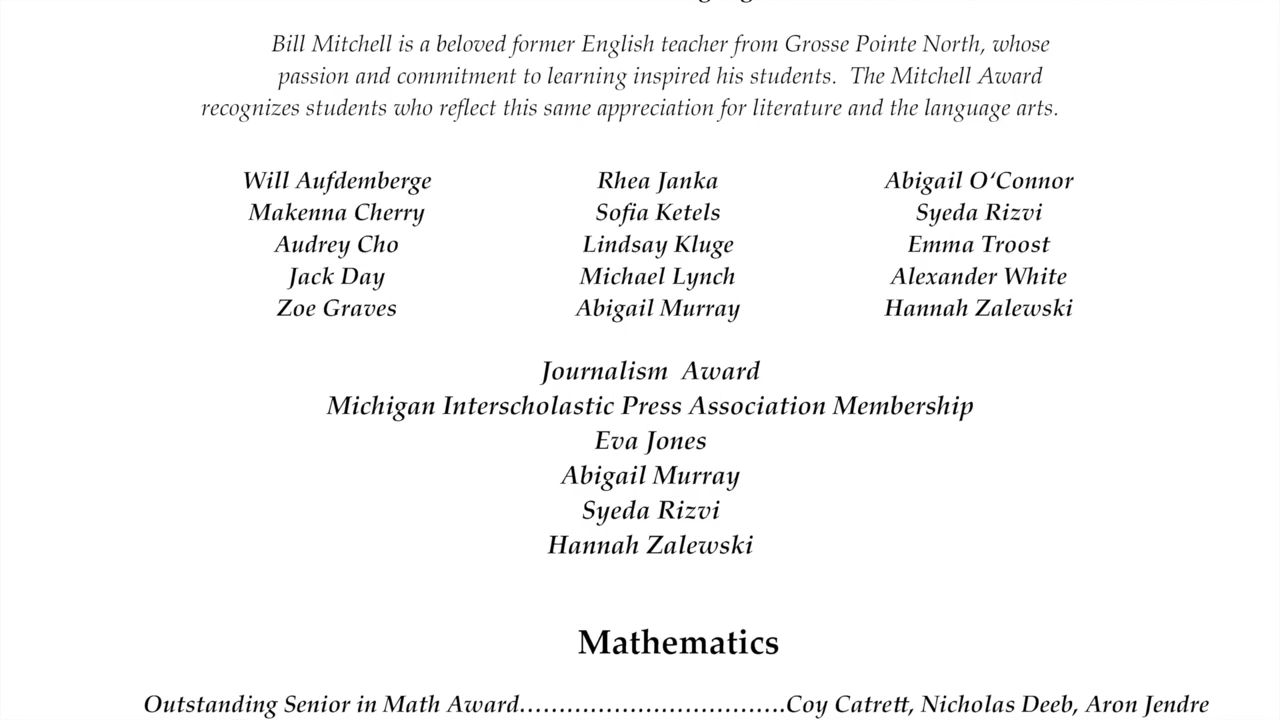 Bill Mitchell is a beloved former English teacher from Grosse Pointe North, whose
passion and commitment to learning inspired his students.  The Mitchell Award
recognizes students who reflect this same appreciation for literature and the language arts.
Will Aufdemberge Rhea Janka Abigail O‘Connor
Makenna Cherry Sofia Ketels Syeda Rizvi
Audrey Cho Lindsay Kluge Emma Troost
Jack Day Michael Lynch Alexander White
Zoe Graves Abigail Murray Hannah Zalewski
Journalism  Award
Michigan Interscholastic Press Association Membership
Eva Jones
Abigail Murray
Syeda Rizvi
Hannah Zalewski
Mathematics
Outstanding Senior in Math Award..................................Coy Catrett, Nicholas Deeb, Aron Jendre